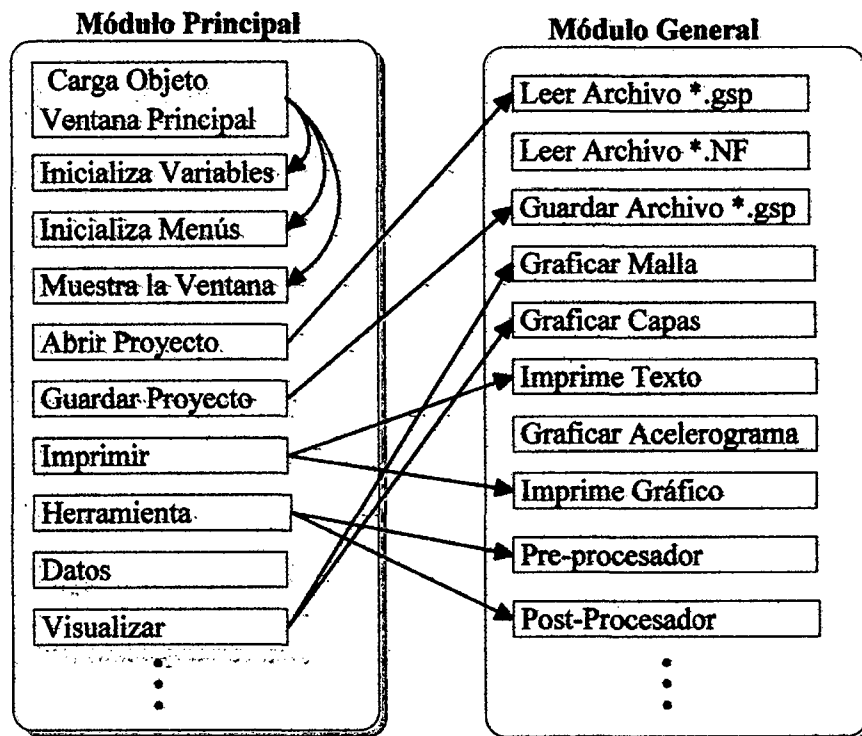 Módulo Principal
Carga Objeto
Ventana Principal
Inicializa Variables
Inicializa Menús
Muestra la Ventana
Abrir Proyecto
Guardar Proyecto
Imprimir
Herramienta
Datos
Visualizar
Módulo General
Leer Archivo *.gsp
Leer Archivo *.NF
Guardar Archivo *.gsp
Graficar Malla
Graficar Capas
Imprime Texto
Graficar Acelerograma
Imprime Gráfico
Pre-procesador
Post-Procesador